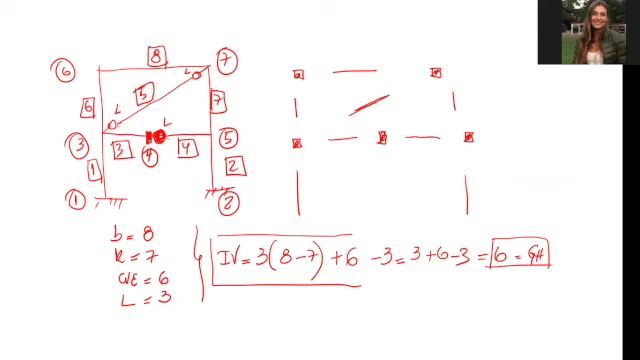 8
6 7
L
5
6 L 7
L
3 3 4 4 5
1 2
1 2
b = 8
k = 7
WE = 6
L = 3
IV = 3(8-7) + 6 - 3 = 3 + 6 - 3 = 6 = GH